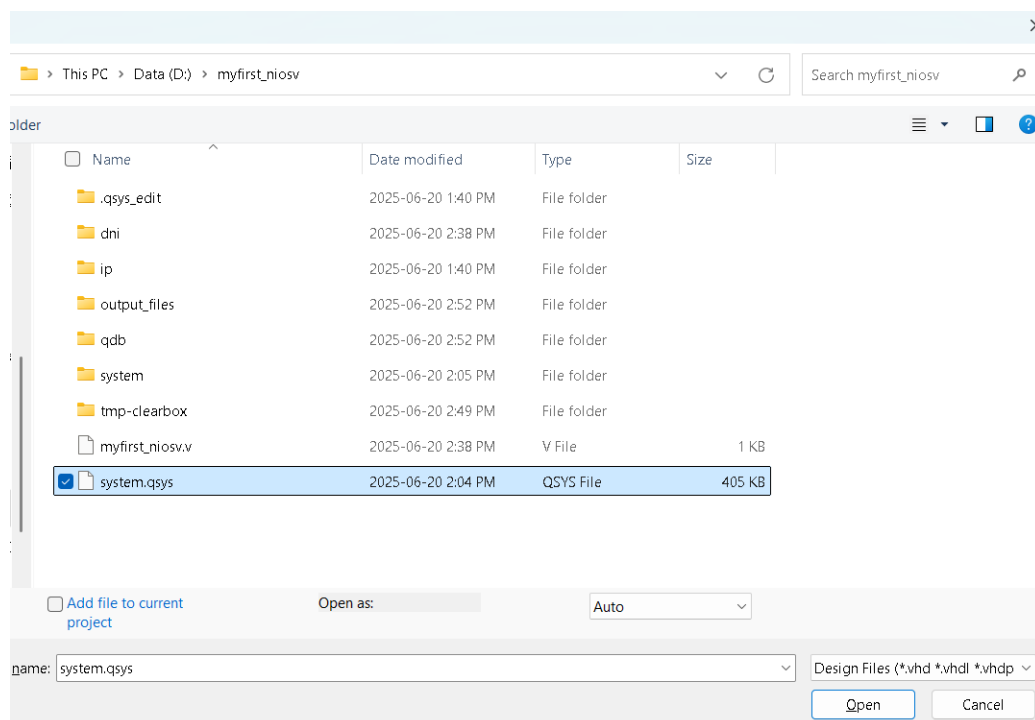 This PC > Data (D:) > myfirst_niosv
Search myfirst_niosv
older
Name Date modified Type Size
.qsys_edit 2025-06-20 1:40 PM File folder
dni 2025-06-20 2:38 PM File folder
ip 2025-06-20 1:40 PM File folder
output_files 2025-06-20 2:52 PM File folder
qdb 2025-06-20 2:52 PM File folder
system 2025-06-20 2:05 PM File folder
tmp-clearbox 2025-06-20 2:49 PM File folder
myfirst_niosv.v 2025-06-20 2:38 PM V File 1 KB
system.qsys 2025-06-20 2:04 PM QSYS File 405 KB
Add file to current
project
Open as:
Auto
name: system.qsys Design Files (*.vhd *.vhdl *.vhdp
Open Cancel